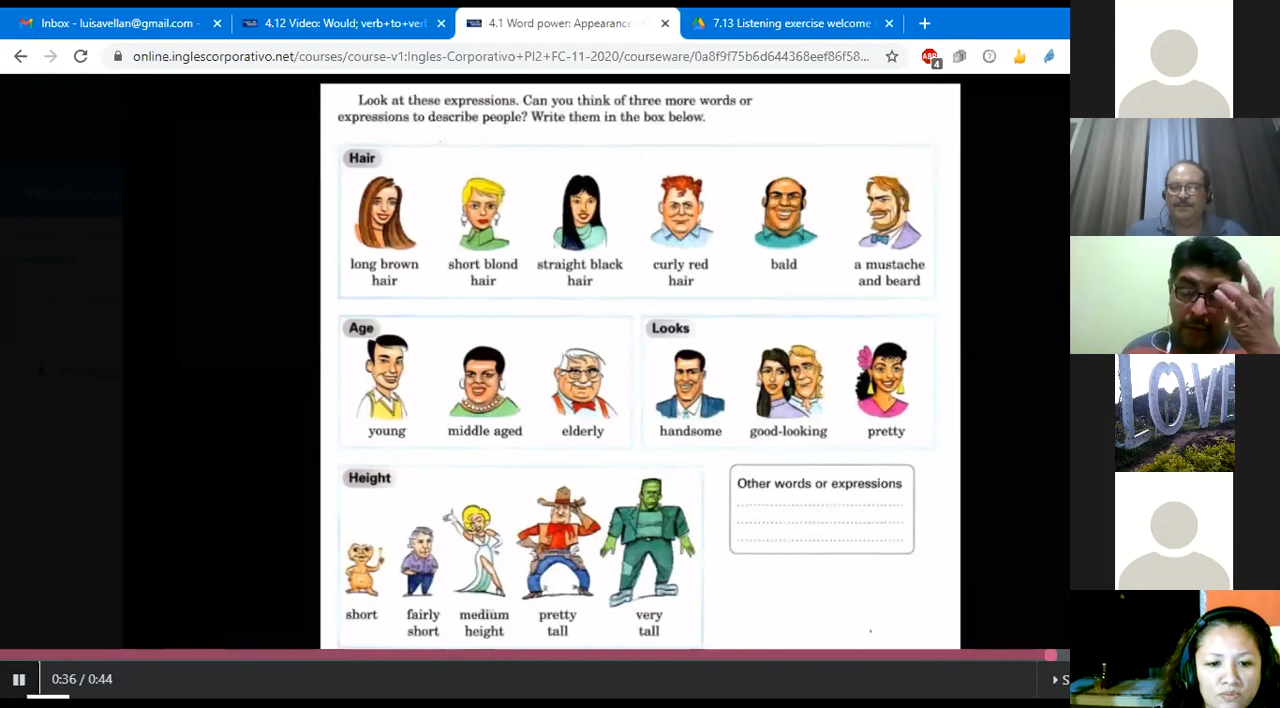 Inbox - luisavellan@gmail.com -
4.12 Video: Would; verb+to+verb
4.1 Word power: Appearance
7.13 Listening exercise welcome
online.inglescorporativo.net/courses/course-v1:Ingles-Corporativo+PI2+FC-11-2020/courseware/0a8f9f75b6d644368eef86f58...
ABP
4
Look at these expressions. Can you think of three more words or
expressions to describe people? Write them in the box below.
Hair
long brown hair
short blond hair
straight black hair
curly red hair
bald
a mustache and beard
Age
young
middle aged
elderly
Looks
handsome
good-looking
pretty
Height
short
fairly short
medium height
pretty tall
very tall
Other words or expressions
0:36 / 0:44
S
LOVE